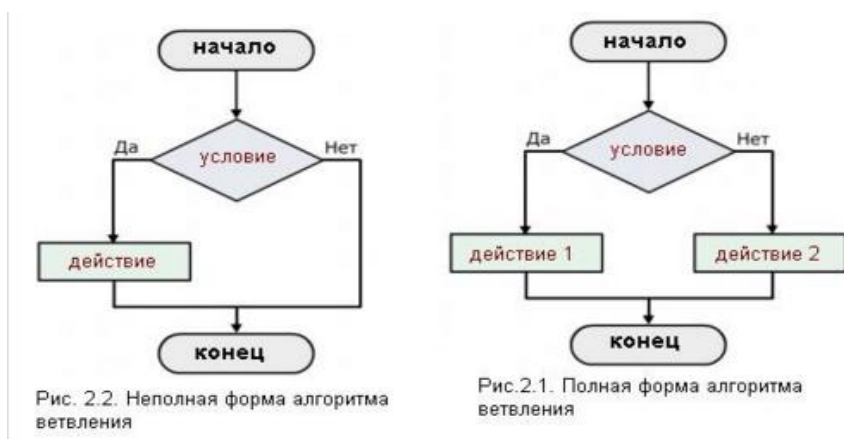 начало
условие
Да
Нет
действие
конец
Рис. 2.2. Неполная форма алгоритма
ветвления
начало
условие
Да
Нет
действие 1
действие 2
конец
Рис.2.1. Полная форма алгоритма
ветвления